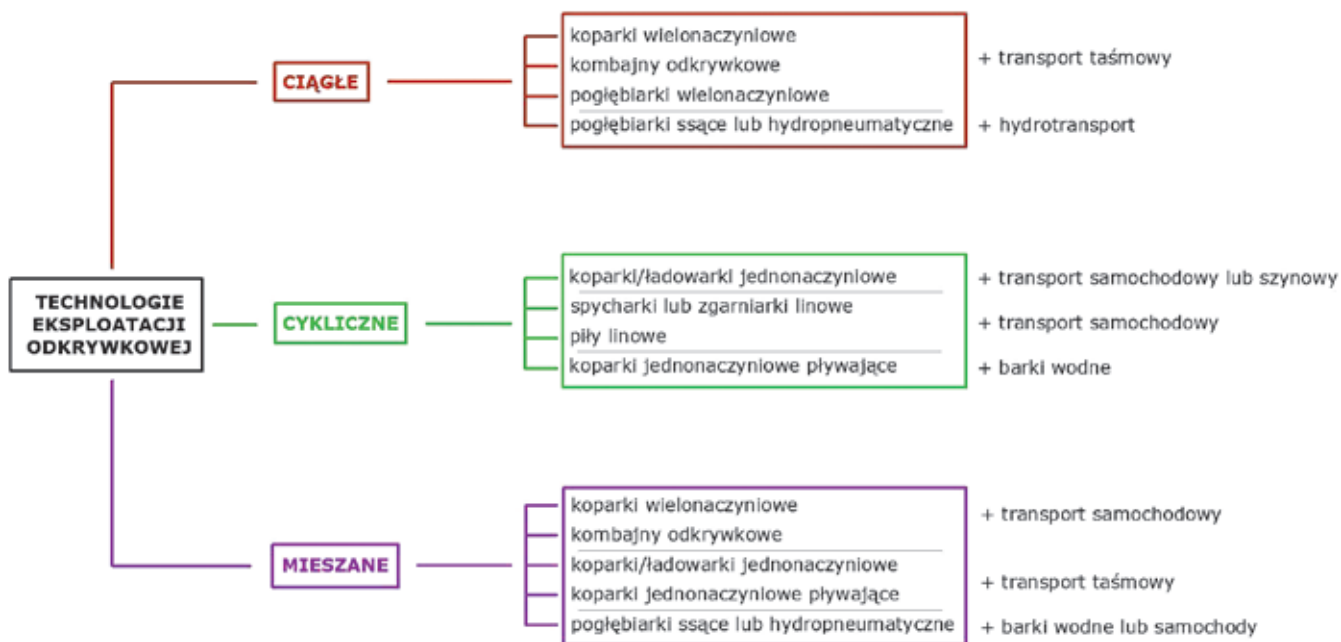 TECHNOLOGIE
EKSPLOATACJI
ODKRYWKOWEJ
CIĄGŁE
koparki wielonaczyniowe
kombajny odkrywkowe
pogłębiarki wielonaczyniowe
+ transport taśmowy
pogłębiarki ssące lub hydropneumatyczne
+ hydrotransport
CYKLICZNE
koparki/ładowarki jednonaczyniowe
+ transport samochodowy lub szynowy
spycharki lub zgarniarki linowe
piły linowe
+ transport samochodowy
koparki jednonaczyniowe pływające
+ barki wodne
MIESZANE
koparki wielonaczyniowe
kombajny odkrywkowe
+ transport samochodowy
koparki/ładowarki jednonaczyniowe
koparki jednonaczyniowe pływające
+ transport taśmowy
pogłębiarki ssące lub hydropneumatyczne
+ barki wodne lub samochody